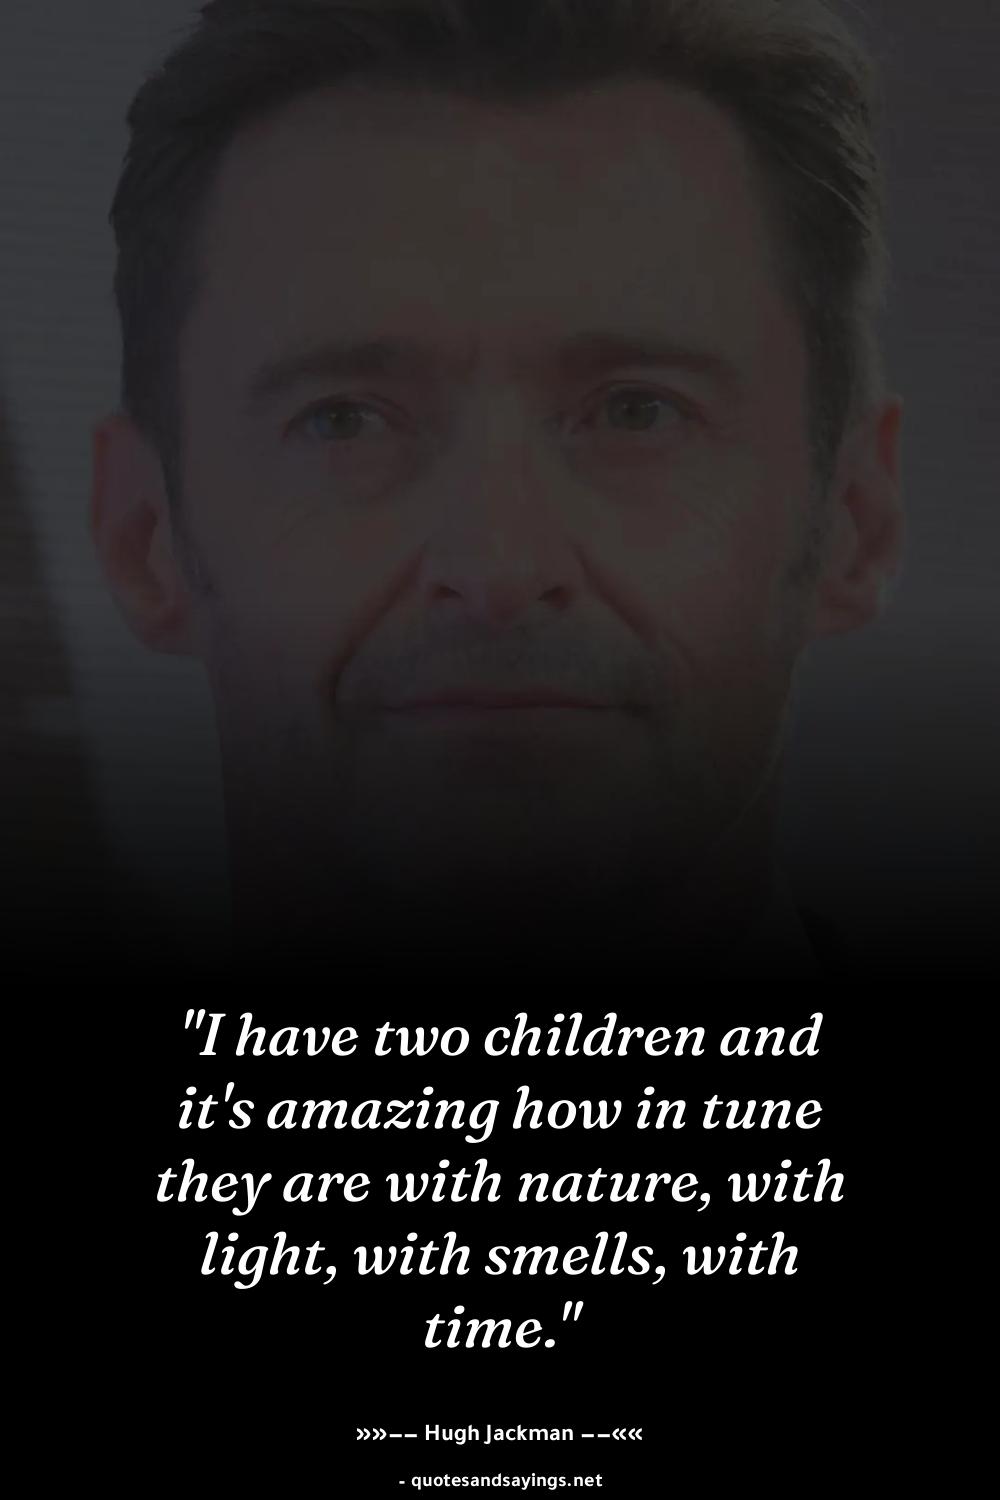 "I have two children and
it's amazing how in tune
they are with nature, with
light, with smells, with
time."
»»–– Hugh Jackman ––««
- quotesandsayings.net